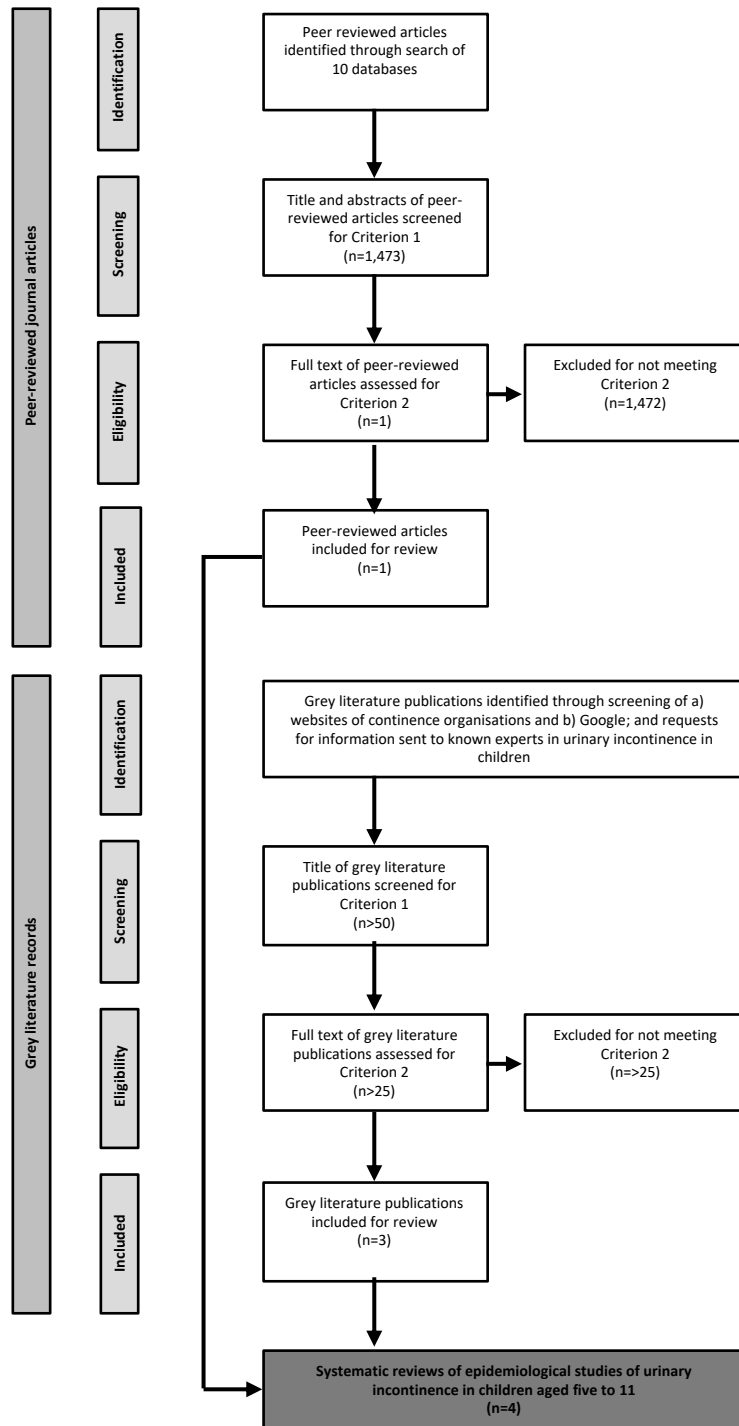 Peer-reviewed journal articles
Identification
Peer reviewed articles
identified through search of
10 databases
Screening
Title and abstracts of peer-
reviewed articles screened
for Criterion 1
(n=1,473)
Eligibility
Full text of peer-reviewed
articles assessed for
Criterion 2
(n=1)
Excluded for not meeting
Criterion 2
(n=1,472)
Included
Peer-reviewed articles
included for review
(n=1)
Grey literature records
Identification
Grey literature publications identified through screening of a)
websites of continence organisations and b) Google; and requests
for information sent to known experts in urinary incontinence in
children
Screening
Title of grey literature
publications screened for
Criterion 1
(n>50)
Eligibility
Full text of grey literature
publications assessed for
Criterion 2
(n>25)
Excluded for not meeting
Criterion 2
(n=>25)
Included
Grey literature publications
included for review
(n=3)
Systematic reviews of epidemiological studies of urinary
incontinence in children aged five to 11
(n=4)